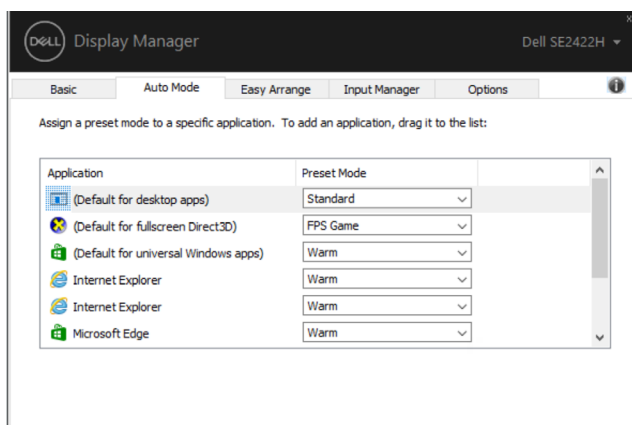 DELL Display Manager
Dell SE2422H
Basic Auto Mode Easy Arrange Input Manager Options
Assign a preset mode to a specific application. To add an application, drag it to the list:
Application Preset Mode
(Default for desktop apps) Standard
(Default for fullscreen Direct3D) FPS Game
(Default for universal Windows apps) Warm
Internet Explorer Warm
Internet Explorer Warm
Microsoft Edge Warm